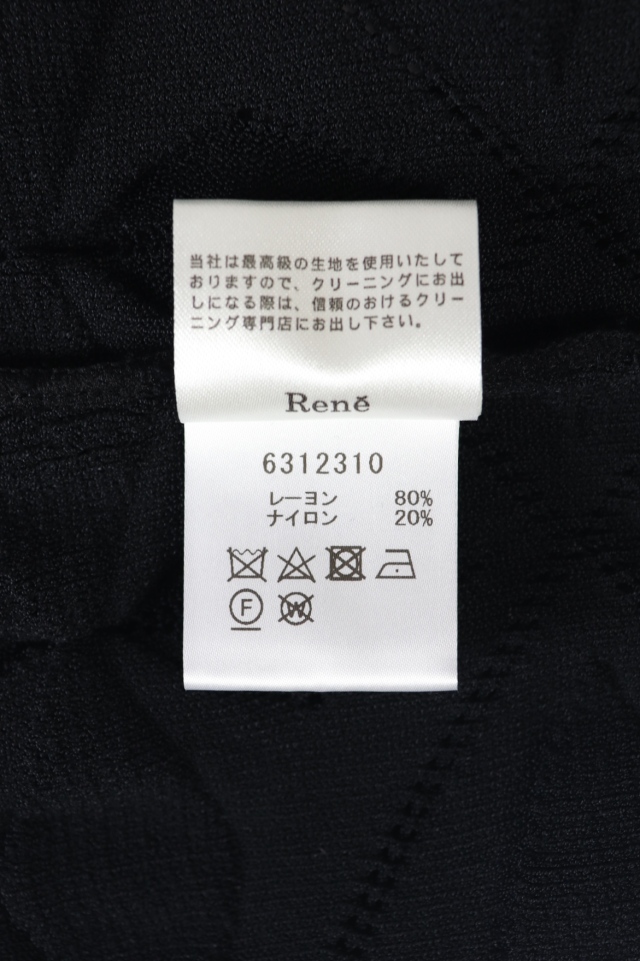 当社は最高級の生地を使用いたして
おりますので、クリーニングにお出
しになる際は、信頼のおけるクリー
ニング専門店にお出し下さい。
René
6312310
レーヨン 80%
ナイロン 20%
F W